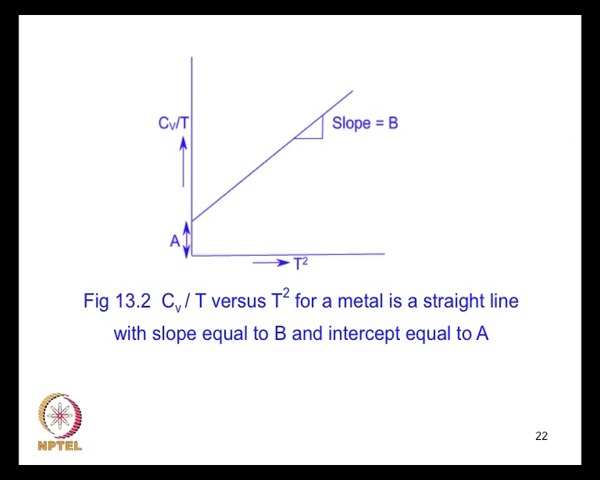 Cv/T
Slope = B
A
T²
Fig 13.2 Cᵥ / T versus T² for a metal is a straight line
with slope equal to B and intercept equal to A
NPTEL
22